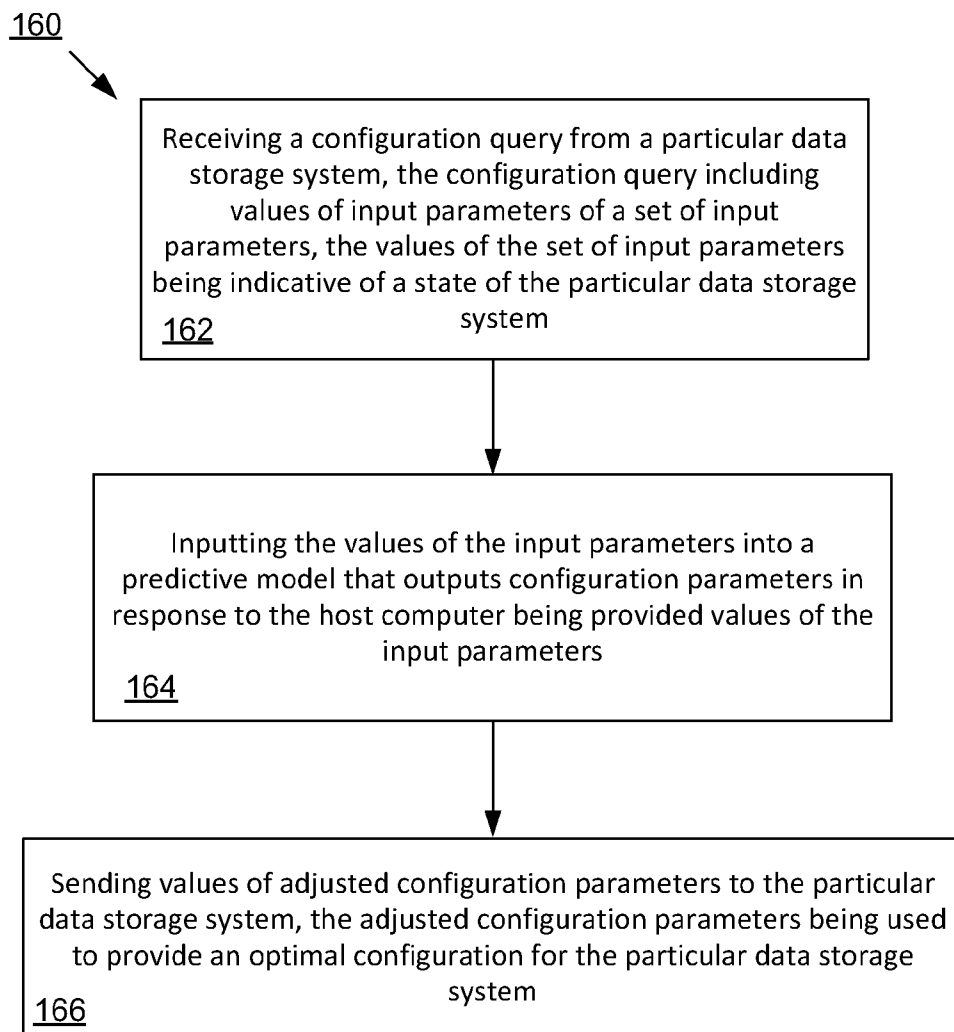 160
Receiving a configuration query from a particular data
storage system, the configuration query including
values of input parameters of a set of input
parameters, the values of the set of input parameters
being indicative of a state of the particular data storage
system
162
Inputting the values of the input parameters into a
predictive model that outputs configuration parameters in
response to the host computer being provided values of the
input parameters
164
Sending values of adjusted configuration parameters to the particular
data storage system, the adjusted configuration parameters being used
to provide an optimal configuration for the particular data storage
system
166